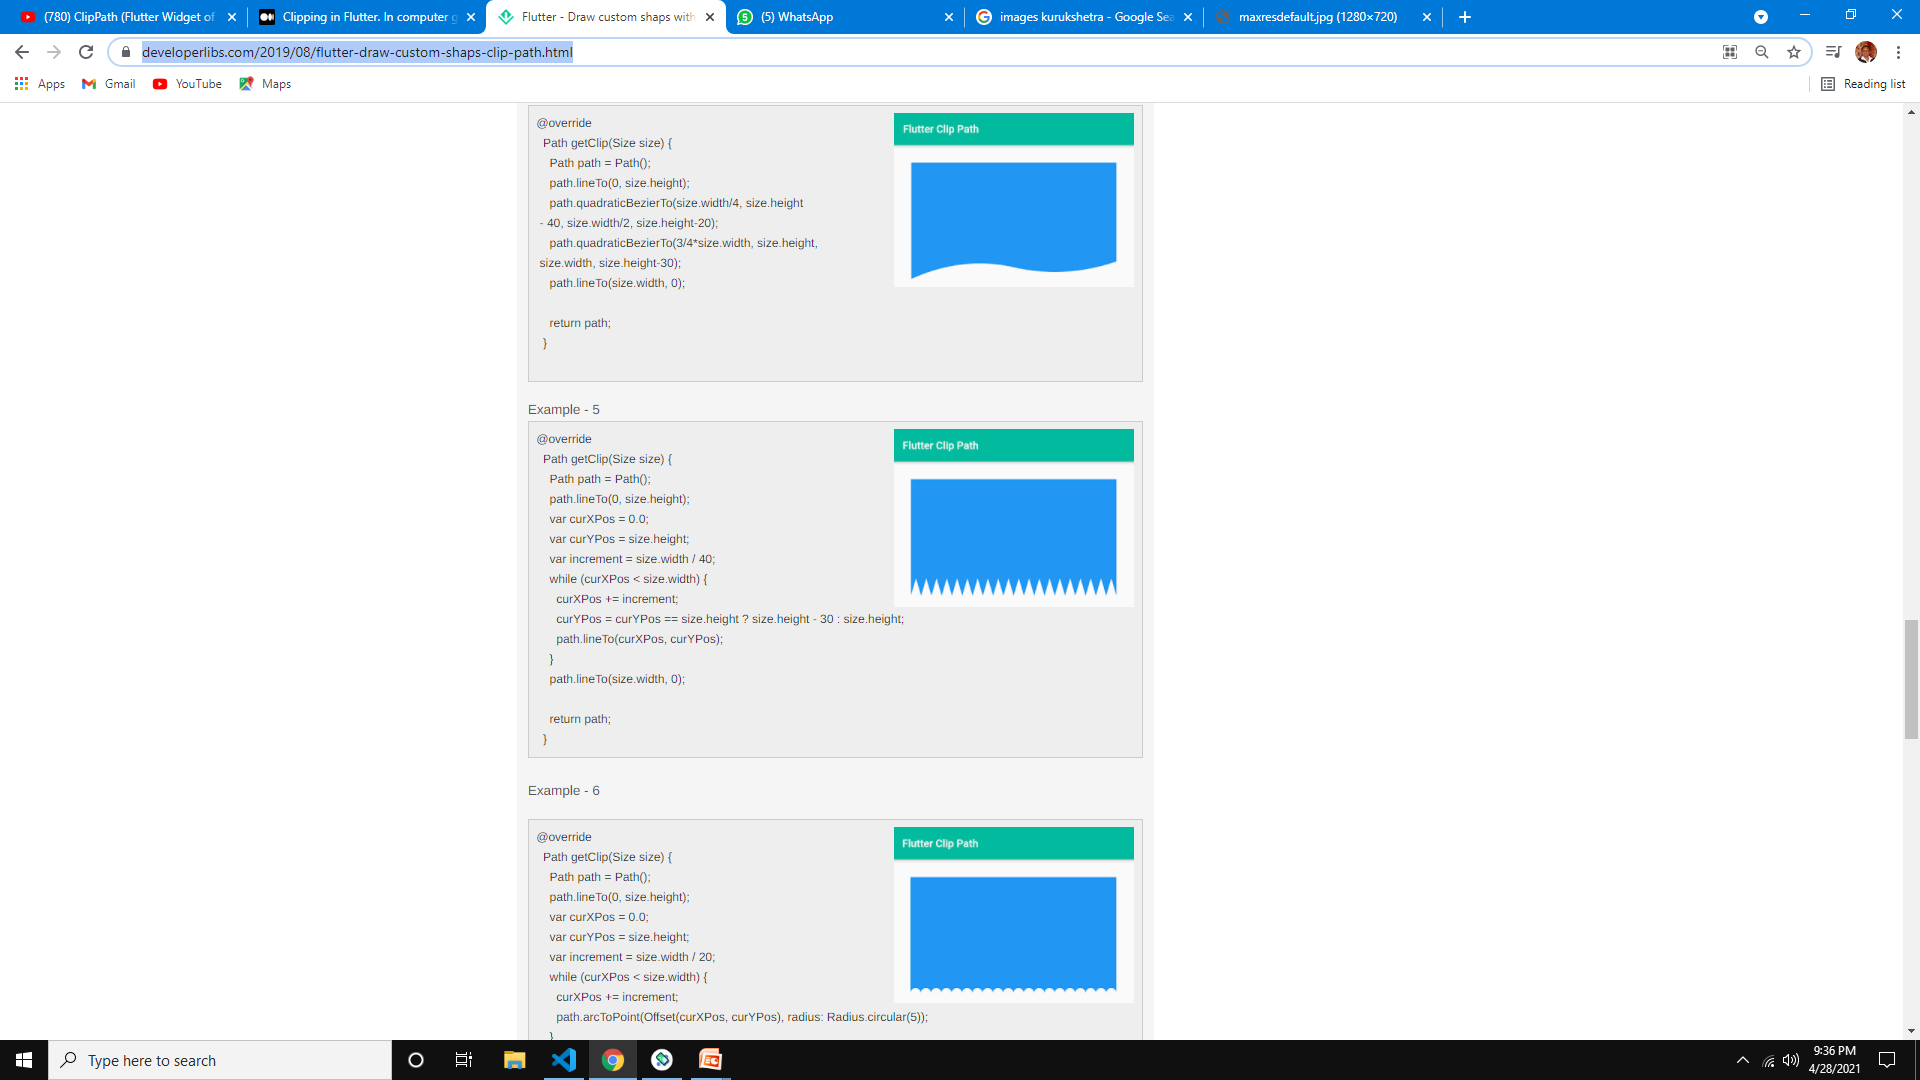 (780) ClipPath (Flutter Widget of
Clipping in Flutter. In computer g
Flutter - Draw custom shaps with
(5) WhatsApp
images kurukshetra - Google Sea
maxresdefault.jpg (1280×720)
developerlibs.com/2019/08/flutter-draw-custom-shaps-clip-path.html
Apps
Gmail
YouTube
Maps
Reading list
@override
Path getClip(Size size) {
Path path = Path();
path.lineTo(0, size.height);
path.quadraticBezierTo(size.width/4, size.height
- 40, size.width/2, size.height-20);
path.quadraticBezierTo(3/4*size.width, size.height,
size.width, size.height-30);
path.lineTo(size.width, 0);
return path;
}
Flutter Clip Path
Example - 5
@override
Path getClip(Size size) {
Path path = Path();
path.lineTo(0, size.height);
var curXPos = 0.0;
var curYPos = size.height;
var increment = size.width / 40;
while (curXPos < size.width) {
curXPos += increment;
curYPos = curYPos == size.height ? size.height - 30 : size.height;
path.lineTo(curXPos, curYPos);
}
path.lineTo(size.width, 0);
return path;
}
Flutter Clip Path
Example - 6
@override
Path getClip(Size size) {
Path path = Path();
path.lineTo(0, size.height);
var curXPos = 0.0;
var curYPos = size.height;
var increment = size.width / 20;
while (curXPos < size.width) {
curXPos += increment;
path.arcToPoint(Offset(curXPos, curYPos), radius: Radius.circular(5));
}
Flutter Clip Path
Type here to search
9:36 PM
4/28/2021